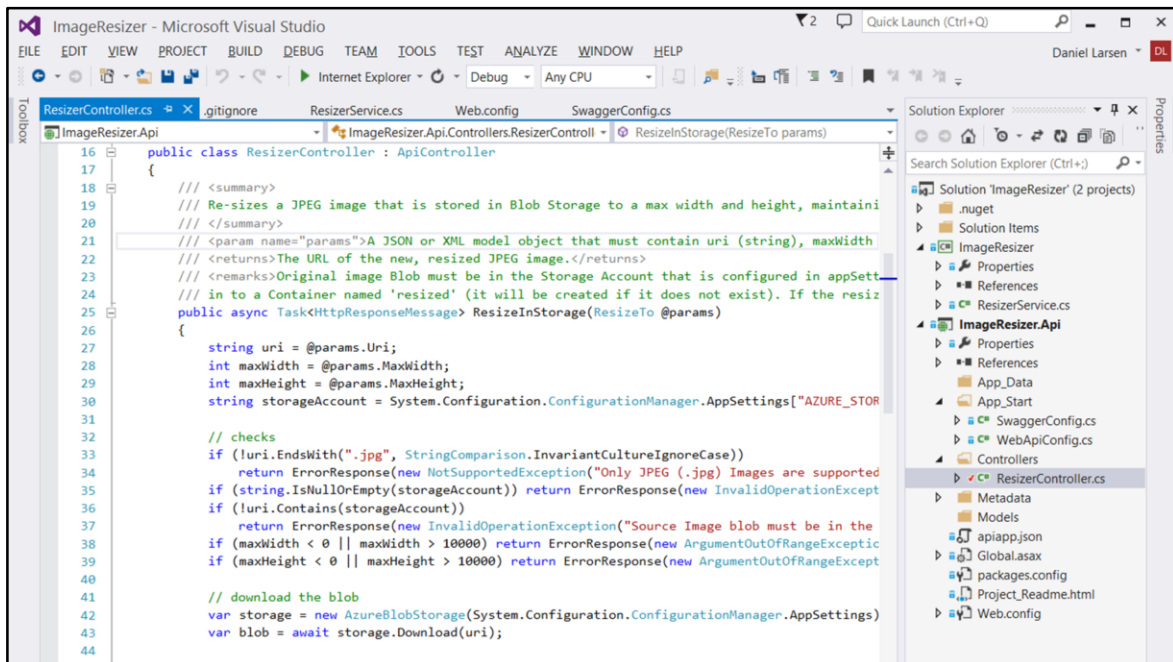 ImageResizer - Microsoft Visual Studio
2
Quick Launch (Ctrl+Q)
FILE EDIT VIEW PROJECT BUILD DEBUG TEAM TOOLS TEST ANALYZE WINDOW HELP
Daniel Larsen
DL
Internet Explorer
Debug
Any CPU
Toolbox
ResizerController.cs
.gitignore
ResizerService.cs
Web.config
SwaggerConfig.cs
ImageResizer.Api
ImageResizer.Api.Controllers.ResizerControll
ResizeInStorage(ResizeTo params)
16 public class ResizerController : ApiController
17 {
18 /// <summary>
19 /// Re-sizes a JPEG image that is stored in Blob Storage to a max width and height, maintaini
20 /// </summary>
21 /// <param name="params">A JSON or XML model object that must contain uri (string), maxWidth
22 /// <returns>The URL of the new, resized JPEG image.</returns>
23 /// <remarks>Original image Blob must be in the Storage Account that is configured in appSett
24 /// in to a Container named 'resized' (it will be created if it does not exist). If the resiz
25 public async Task<HttpResponseMessage> ResizeInStorage(ResizeTo @params)
26 {
27 string uri = @params.Uri;
28 int maxWidth = @params.MaxWidth;
29 int maxHeight = @params.MaxHeight;
30 string storageAccount = System.Configuration.ConfigurationManager.AppSettings["AZURE_STOR
31
32 // checks
33 if (!uri.EndsWith(".jpg", StringComparison.InvariantCultureIgnoreCase))
34 return ErrorResponse(new NotSupportedException("Only JPEG (.jpg) Images are supported
35 if (string.IsNullOrEmpty(storageAccount)) return ErrorResponse(new InvalidOperationExcept
36 if (!uri.Contains(storageAccount))
37 return ErrorResponse(new InvalidOperationException("Source Image blob must be in the
38 if (maxWidth < 0 || maxWidth > 10000) return ErrorResponse(new ArgumentOutOfRangeExceptic
39 if (maxHeight < 0 || maxHeight > 10000) return ErrorResponse(new ArgumentOutOfRangeExcept
40
41 // download the blob
42 var storage = new AzureBlobStorage(System.Configuration.ConfigurationManager.AppSettings)
43 var blob = await storage.Download(uri);
44
Solution Explorer
Search Solution Explorer (Ctrl+;)
Solution 'ImageResizer' (2 projects)
.nuget
Solution Items
ImageResizer
Properties
References
ResizerService.cs
ImageResizer.Api
Properties
References
App_Data
App_Start
SwaggerConfig.cs
WebApiConfig.cs
Controllers
ResizerController.cs
Metadata
Models
apiapp.json
Global.asax
packages.config
Project_Readme.html
Web.config
Properties